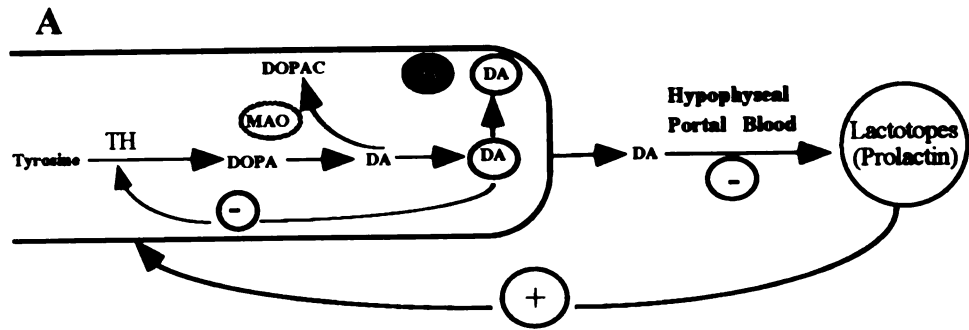 A
DOPAC
DA
MAO
Hypophyseal
Portal Blood
Lactotopes
(Prolactin)
Tyrosine
TH
DOPA
DA
DA
DA
-
-
+